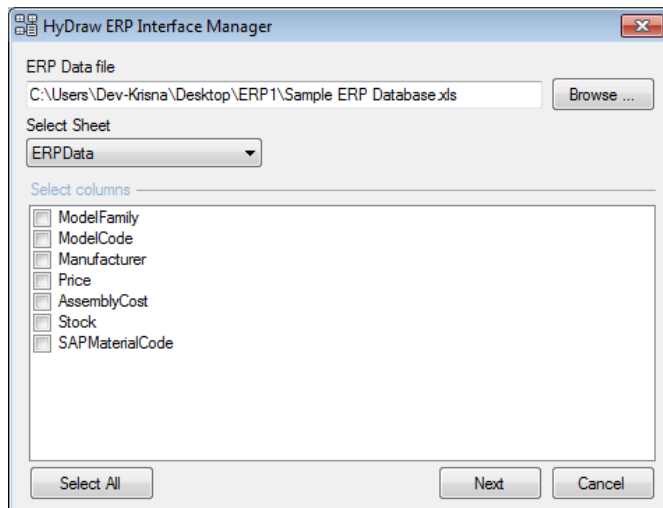 HyDraw ERP Interface Manager
ERP Data file
C:\Users\Dev-Krisna\Desktop\ERP1\Sample ERP Database.xls
Browse ...
Select Sheet
ERPData
Select columns
ModelFamily
ModelCode
Manufacturer
Price
AssemblyCost
Stock
SAPMaterialCode
Select All
Next
Cancel